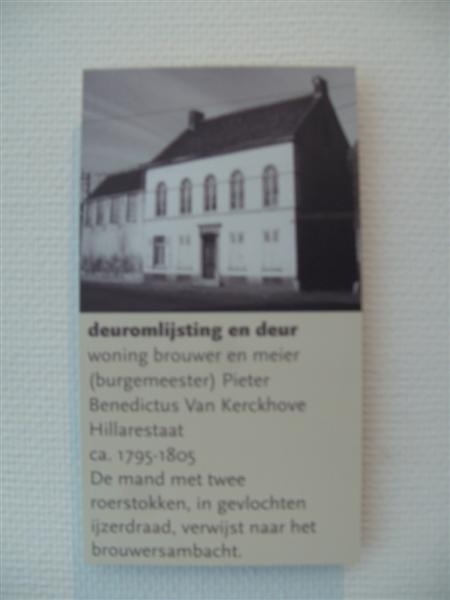 deuromlijsting en deur
woning brouwer en meier
(burgemeester) Pieter
Benedictus Van Kerckhove
Hillarestaat
ca. 1795-1805
De mand met twee
roerstokken, in gevlochten
ijzerdraad, verwijst naar het
brouwersambacht.